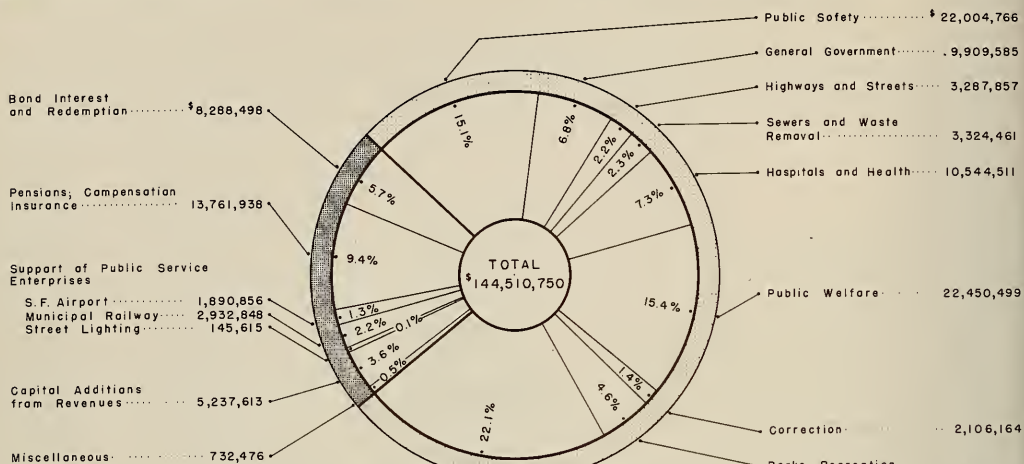 Public Safety ·········· $ 22,004,766
General Government ······· .9,909,585
Highways and Streets ····· 3,287,857
Sewers and Waste
Removal ·· ··············· 3,324,461
Hospitals and Health ····· 10,544,511
Public Welfare · · · 22,450,499
Correction · ·· 2,106,164
Bond Interest
and Redemption ········· $8,288,498
Pensions; Compensation
Insurance ················ 13,761,938
Support of Public Service
Enterprises
S.F. Airport ··········· 1,890,856
Municipal Railway ····· 2,932,848
Street Lighting ······· 145,615
Capital Additions
from Revenues ····· · · · 5,237,613
Miscellaneous · ···· ···· 732,476
15.1%
6.8%
2.2%
2.3%
7.3%
15.4%
1.4%
4.6%
22.1%
0.5%
3.6%
0.1%
2.2%
1.3%
9.4%
5.7%
TOTAL
$144,510,750